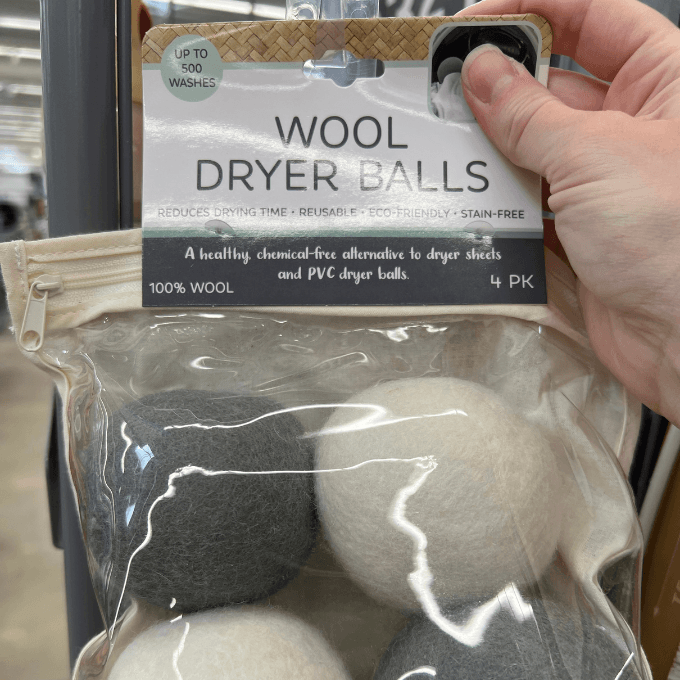 UP TO
500
WASHES
WOOL
DRYER BALLS
REDUCES DRYING TIME • REUSABLE • ECO-FRIENDLY • STAIN-FREE
A healthy, chemical-free alternative to dryer sheets
and PVC dryer balls.
100% WOOL
4 PK